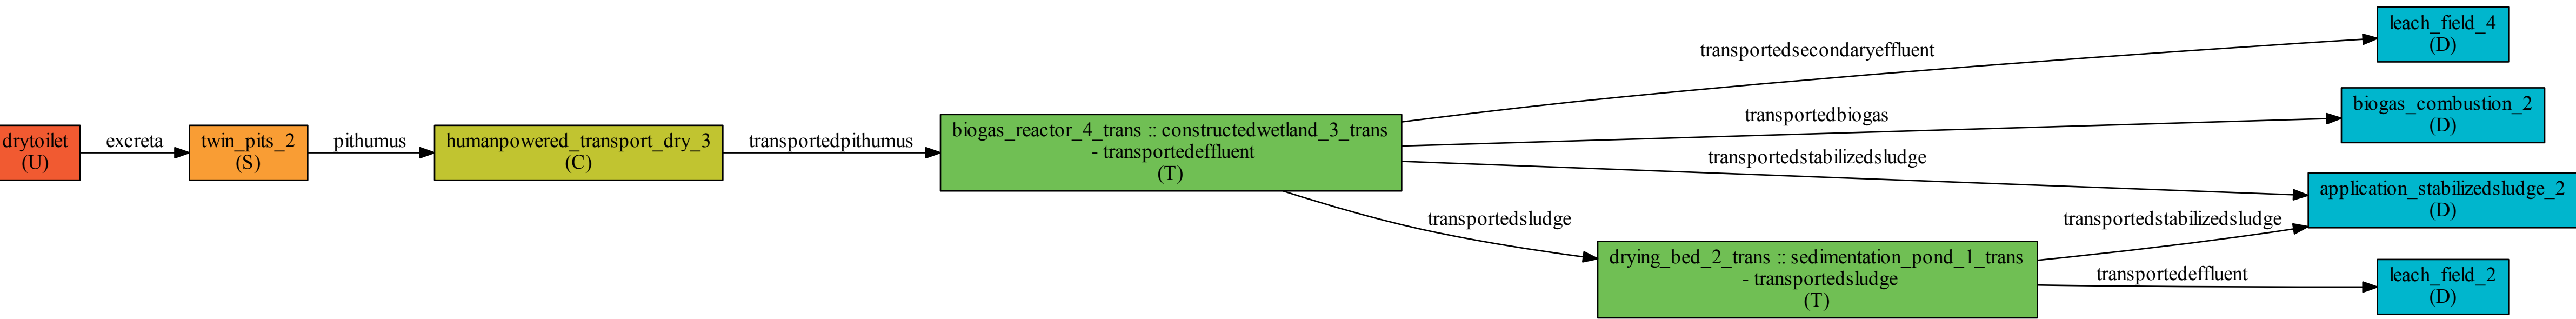 drytoilet
(U)
excreta
twin_pits_2
(S)
pithumus
humanpowered_transport_dry_3
(C)
transportedpithumus
biogas_reactor_4_trans :: constructedwetland_3_trans
- transportedeffluent
(T)
transportedsecondaryeffluent
transportedbiogas
transportedstabilizedsludge
transportedsludge
drying_bed_2_trans :: sedimentation_pond_1_trans
- transportedsludge
(T)
transportedstabilizedsludge
transportedeffluent
leach_field_4
(D)
biogas_combustion_2
(D)
application_stabilizedsludge_2
(D)
leach_field_2
(D)